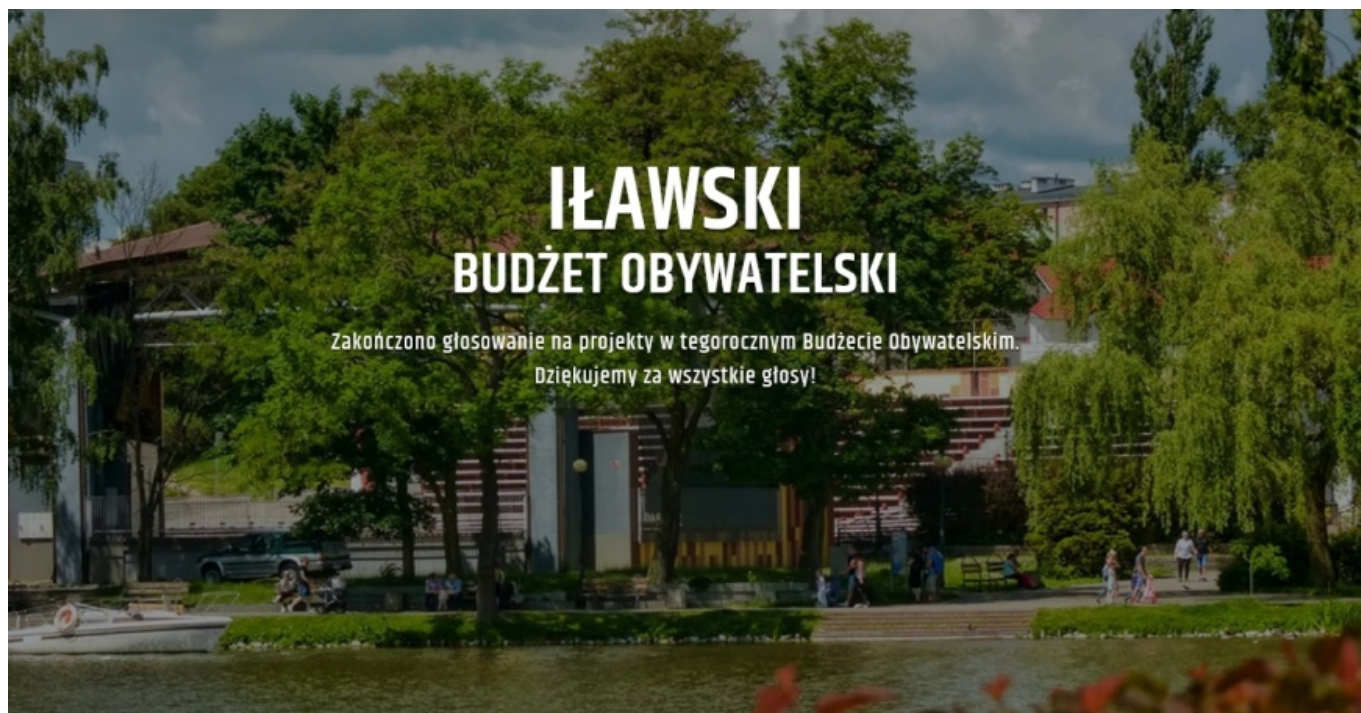 IŁAWSKI
BUDŻET OBYWATELSKI
Zakończono głosowanie na projekty w tegorocznym Budżecie Obywatelskim.
Dziękujemy za wszystkie głosy!